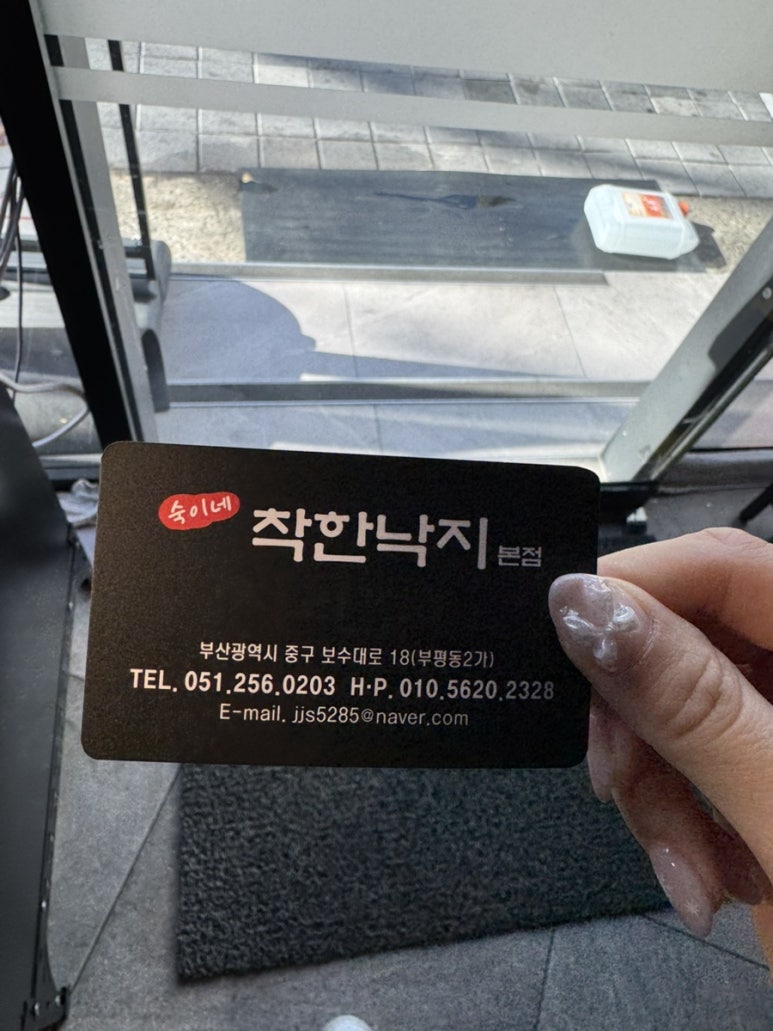 숙이네
착한낙지 본점
부산광역시 중구 보수대로 18(부평동2가)
TEL. 051.256.0203 H·P. 010.5620.2328
E-mail. jjs5285@naver.com